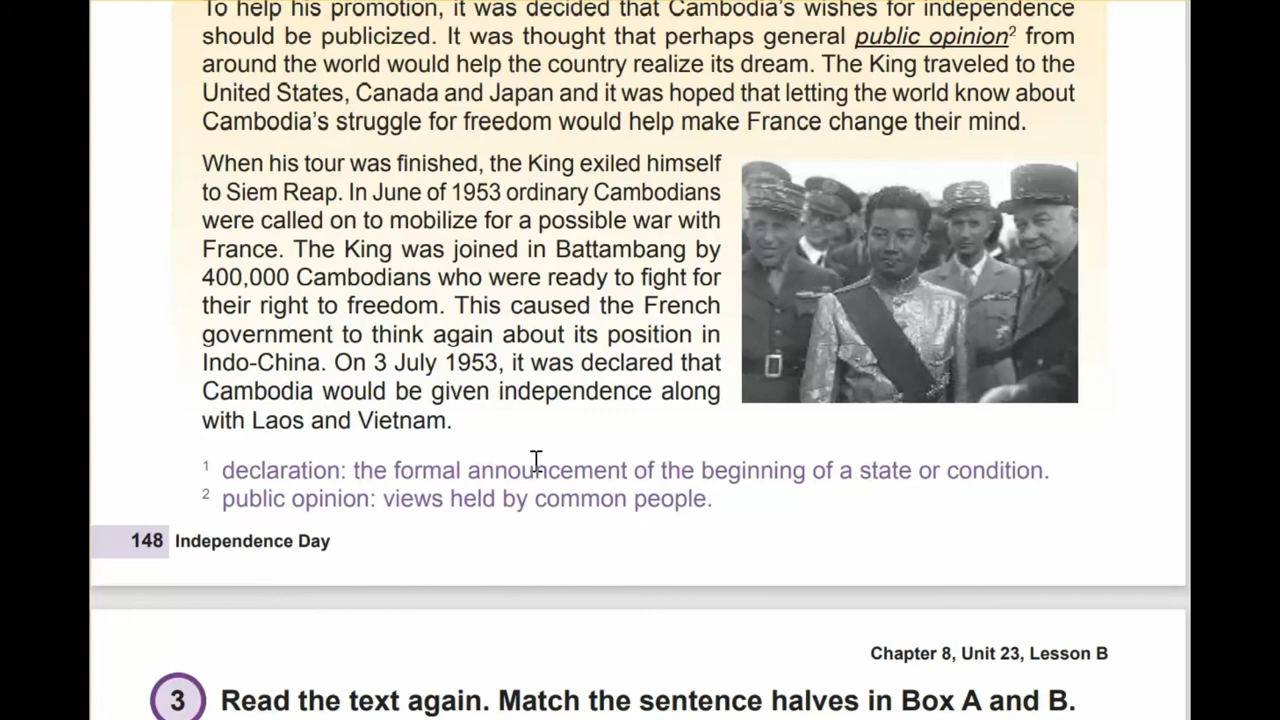 To help his promotion, it was decided that Cambodia's wishes for independence
should be publicized. It was thought that perhaps general public opinion² from
around the world would help the country realize its dream. The King traveled to the
United States, Canada and Japan and it was hoped that letting the world know about
Cambodia's struggle for freedom would help make France change their mind.
When his tour was finished, the King exiled himself
to Siem Reap. In June of 1953 ordinary Cambodians
were called on to mobilize for a possible war with
France. The King was joined in Battambang by
400,000 Cambodians who were ready to fight for
their right to freedom. This caused the French
government to think again about its position in
Indo-China. On 3 July 1953, it was declared that
Cambodia would be given independence along
with Laos and Vietnam.
¹ declaration: the formal announcement of the beginning of a state or condition.
² public opinion: views held by common people.
148 Independence Day
Chapter 8, Unit 23, Lesson B
3 Read the text again. Match the sentence halves in Box A and B.